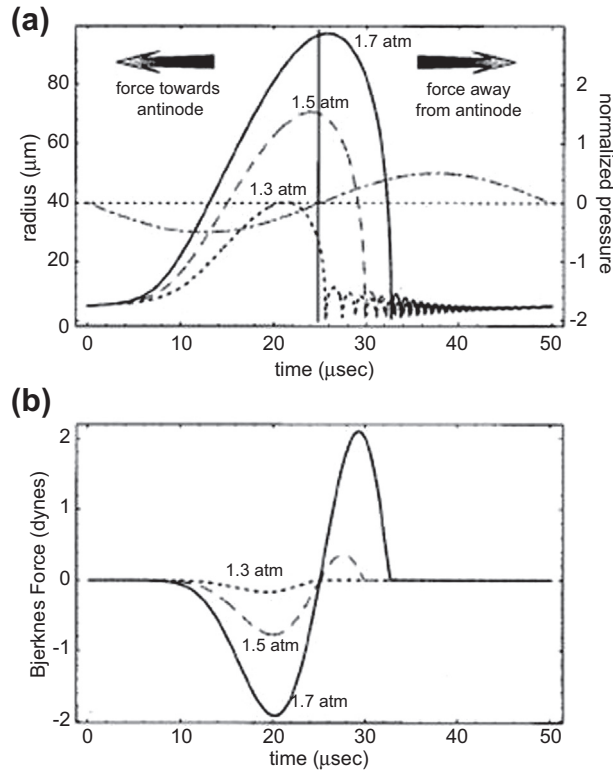 (a)
80
60
40
20
0
radius (μm)
force towards
antinode
1.7 atm
1.5 atm
1.3 atm
force away
from antinode
2
1
0
-1
-2
normalized pressure
0
10
20
30
40
50
time (μsec)
(b)
2
1
0
-1
-2
Bjerknes Force (dynes)
1.3 atm
1.5 atm
1.7 atm
0
10
20
30
40
50
time (μsec)